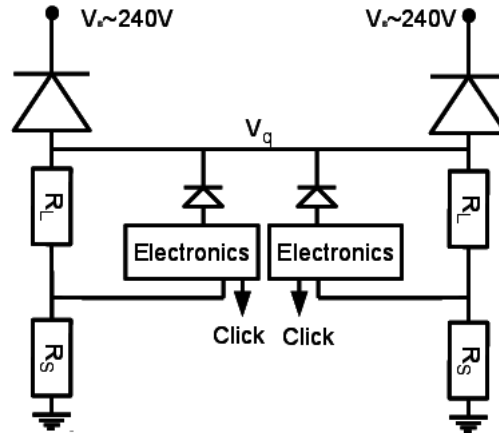 Vₐ~240V
Vₐ~240V
V_q
R_L
R_L
Electronics
Electronics
Click
Click
R_S
R_S